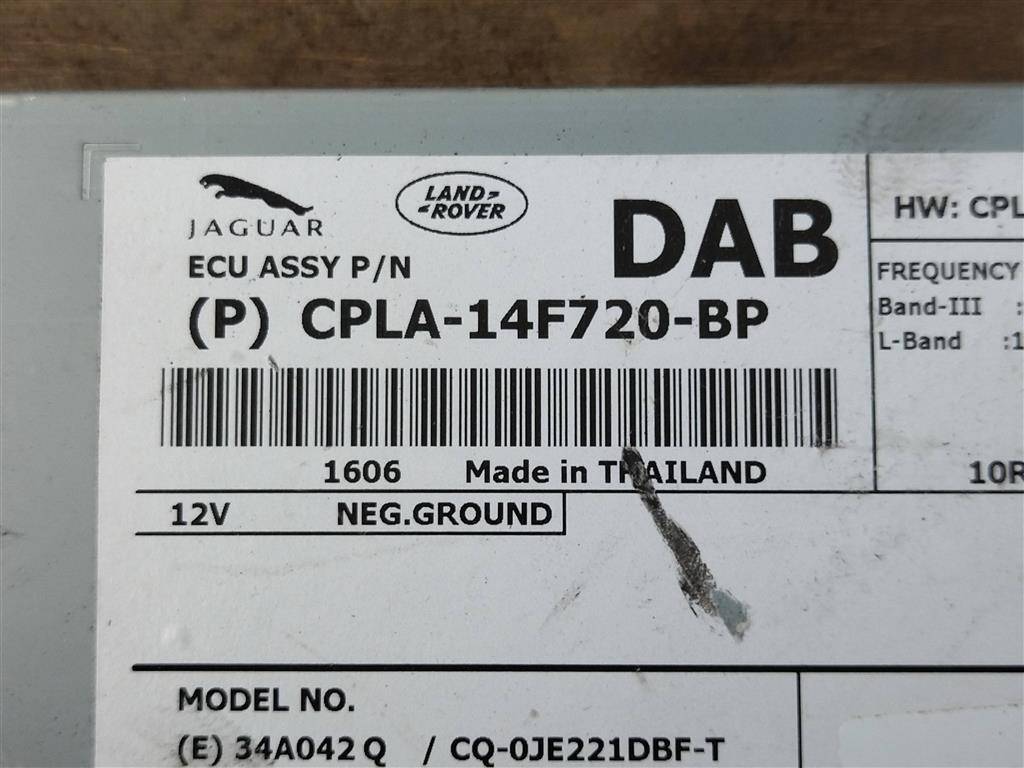 JAGUAR
LAND-
-ROVER
DAB
ECU ASSY P/N
(P) CPLA-14F720-BP
1606 Made in THAILAND
12V NEG.GROUND
HW: CPL
FREQUENCY
Band-III :
L-Band :1
10R
MODEL NO.
(E) 34A042 Q / CQ-0JE221DBF-T